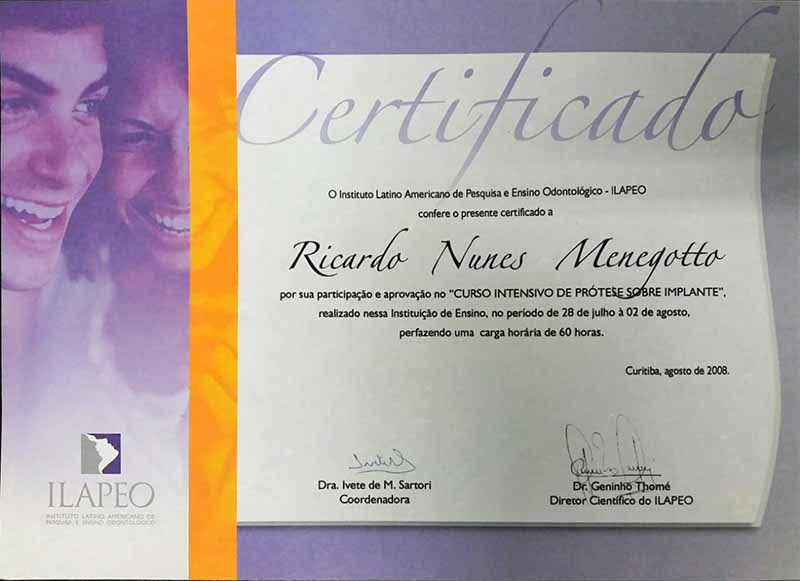 Certificado
O Instituto Latino Americano de Pesquisa e Ensino Odontológico - ILAPEO
confere o presente certificado a
Ricardo Nunes Menegotto
por sua participação e aprovação no "CURSO INTENSIVO DE PRÓTESE SOBRE IMPLANTE",
realizado nessa Instituição de Ensino, no período de 28 de julho à 02 de agosto,
perfazendo uma carga horária de 60 horas.
Curitiba, agosto de 2008.
Dra. Ivete de M. Sartori
Coordenadora
Dr. Geninho Thomé
Diretor Científico do ILAPEO
ILAPEO
INSTITUTO LATINO AMERICANO DE
PESQUISA E ENSINO ODONTOLÓGICO